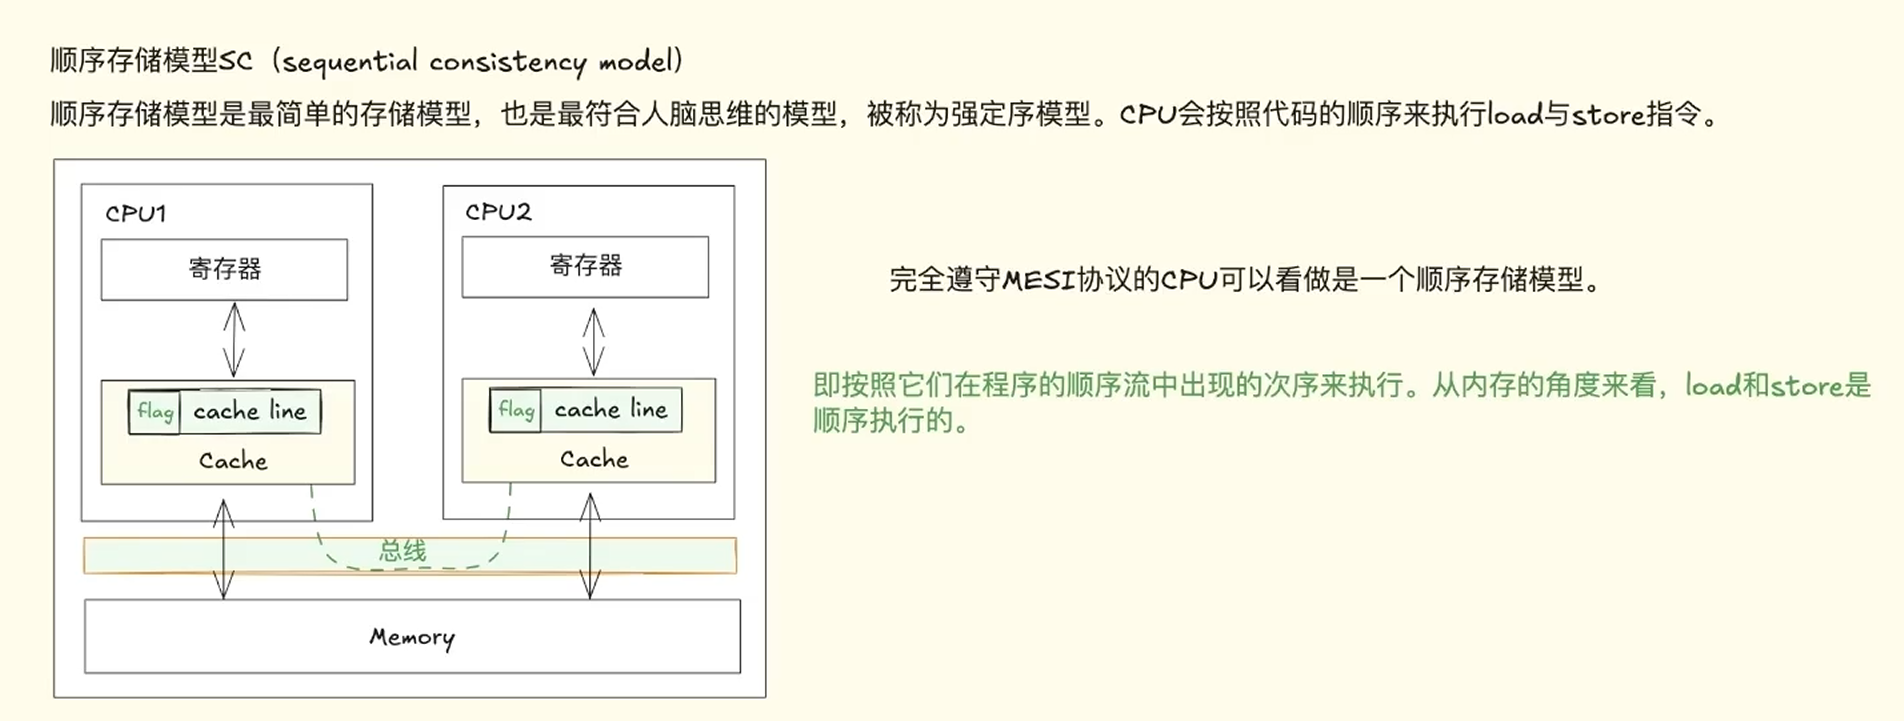 顺序存储模型SC（sequential consistency model）
顺序存储模型是最简单的存储模型，也是最符合人脑思维的模型，被称为强定序模型。CPU会按照代码的顺序来执行load与store指令。
CPU1
寄存器
flag
cache line
Cache
CPU2
寄存器
flag
cache line
Cache
总线
Memory
完全遵守MESI协议的CPU可以看做是一个顺序存储模型。
即按照它们在程序的顺序流中出现的次序来执行。从内存的角度来看，load和store是
顺序执行的。